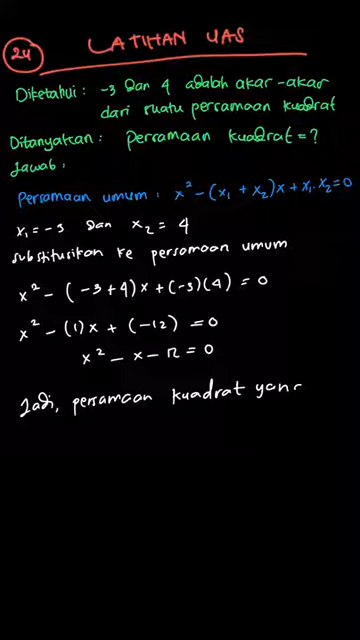 24
LATIHAN UAS
Diketahui : -3 dan 4 adalah akar-akar
dari suatu persamaan kuadrat
Ditanyakan : Persamaan kuadrat = ?
Jawab :
Persamaan umum : x² - (x₁ + x₂)x + x₁.x₂ = 0
x₁ = -3 dan x₂ = 4
substitusikan ke persamaan umum
x² - (-3+4)x + (-3)(4) = 0
x² - (1)x + (-12) = 0
x² - x - 12 = 0
Jadi, persamaan kuadrat yan